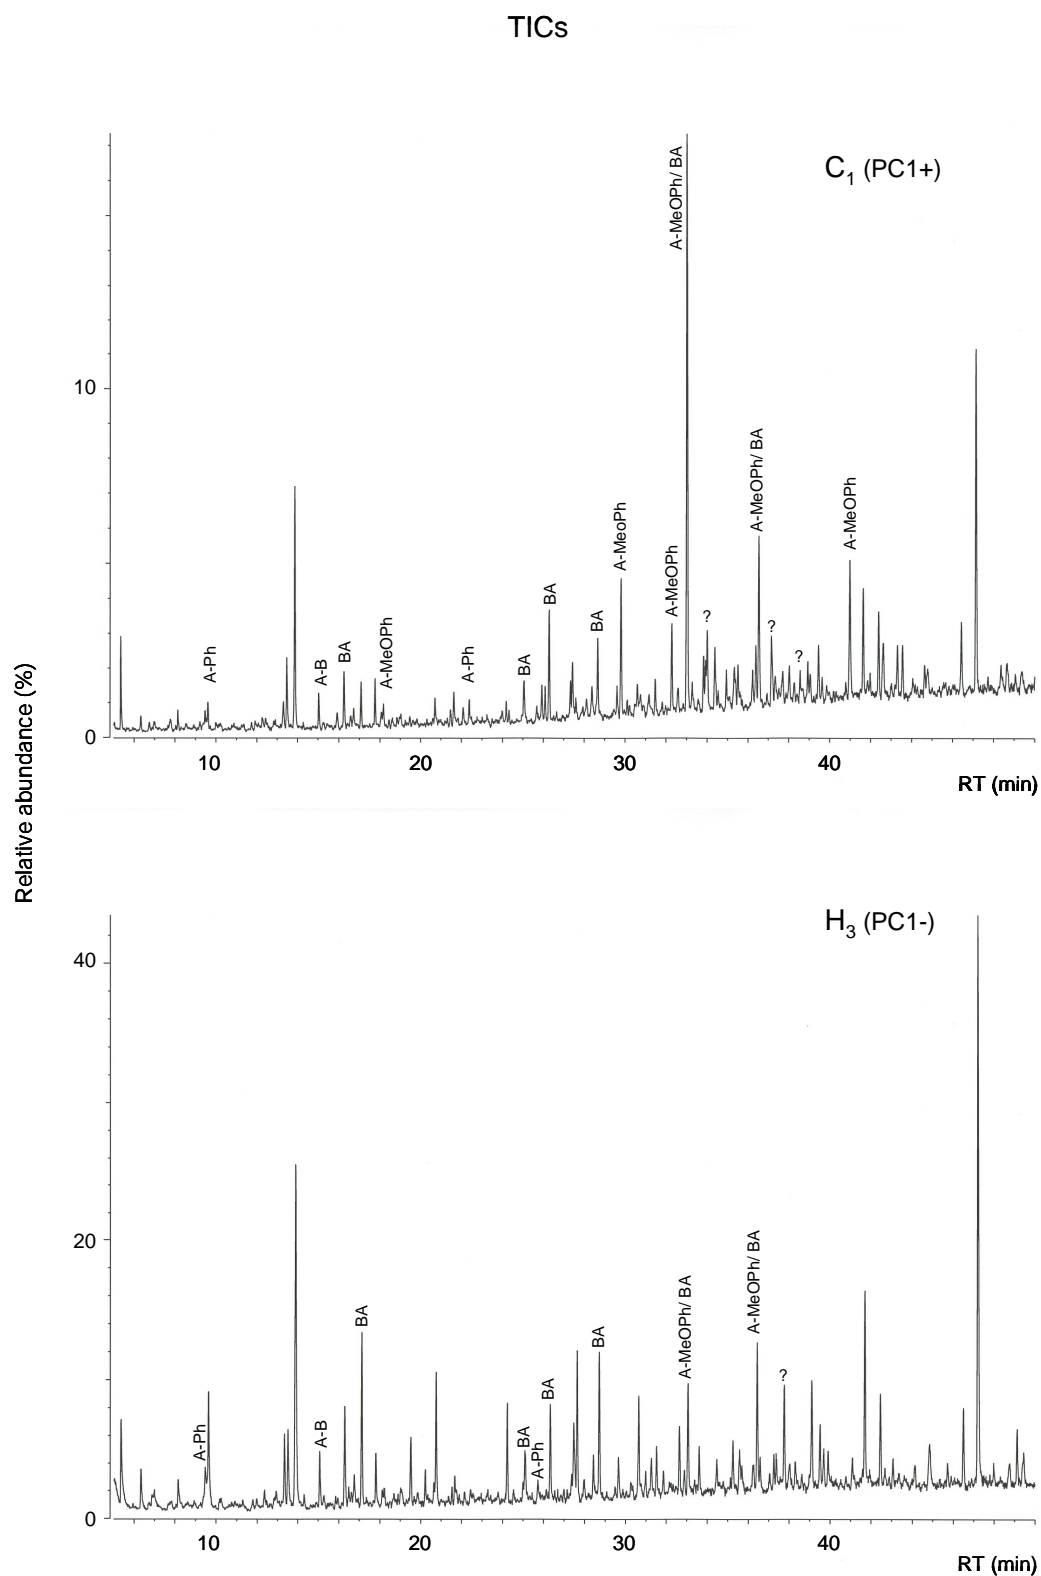 TICs
C1 (PC1+)
A-MeOPh/ BA
10
A-MeOPh/ BA
A-MeOPh
A-MeoPh
A-MeOPh
BA
BA
?
?
?
A-Ph
A-B
BA
A-MeOPh
A-Ph
BA
0
10
20
30
40
RT (min)
Relative abundance (%)
H3 (PC1-)
40
20
A-MeOPh/ BA
A-MeOPh/ BA
BA
BA
?
BA
A-Ph
A-B
BA
A-Ph
0
10
20
30
40
RT (min)